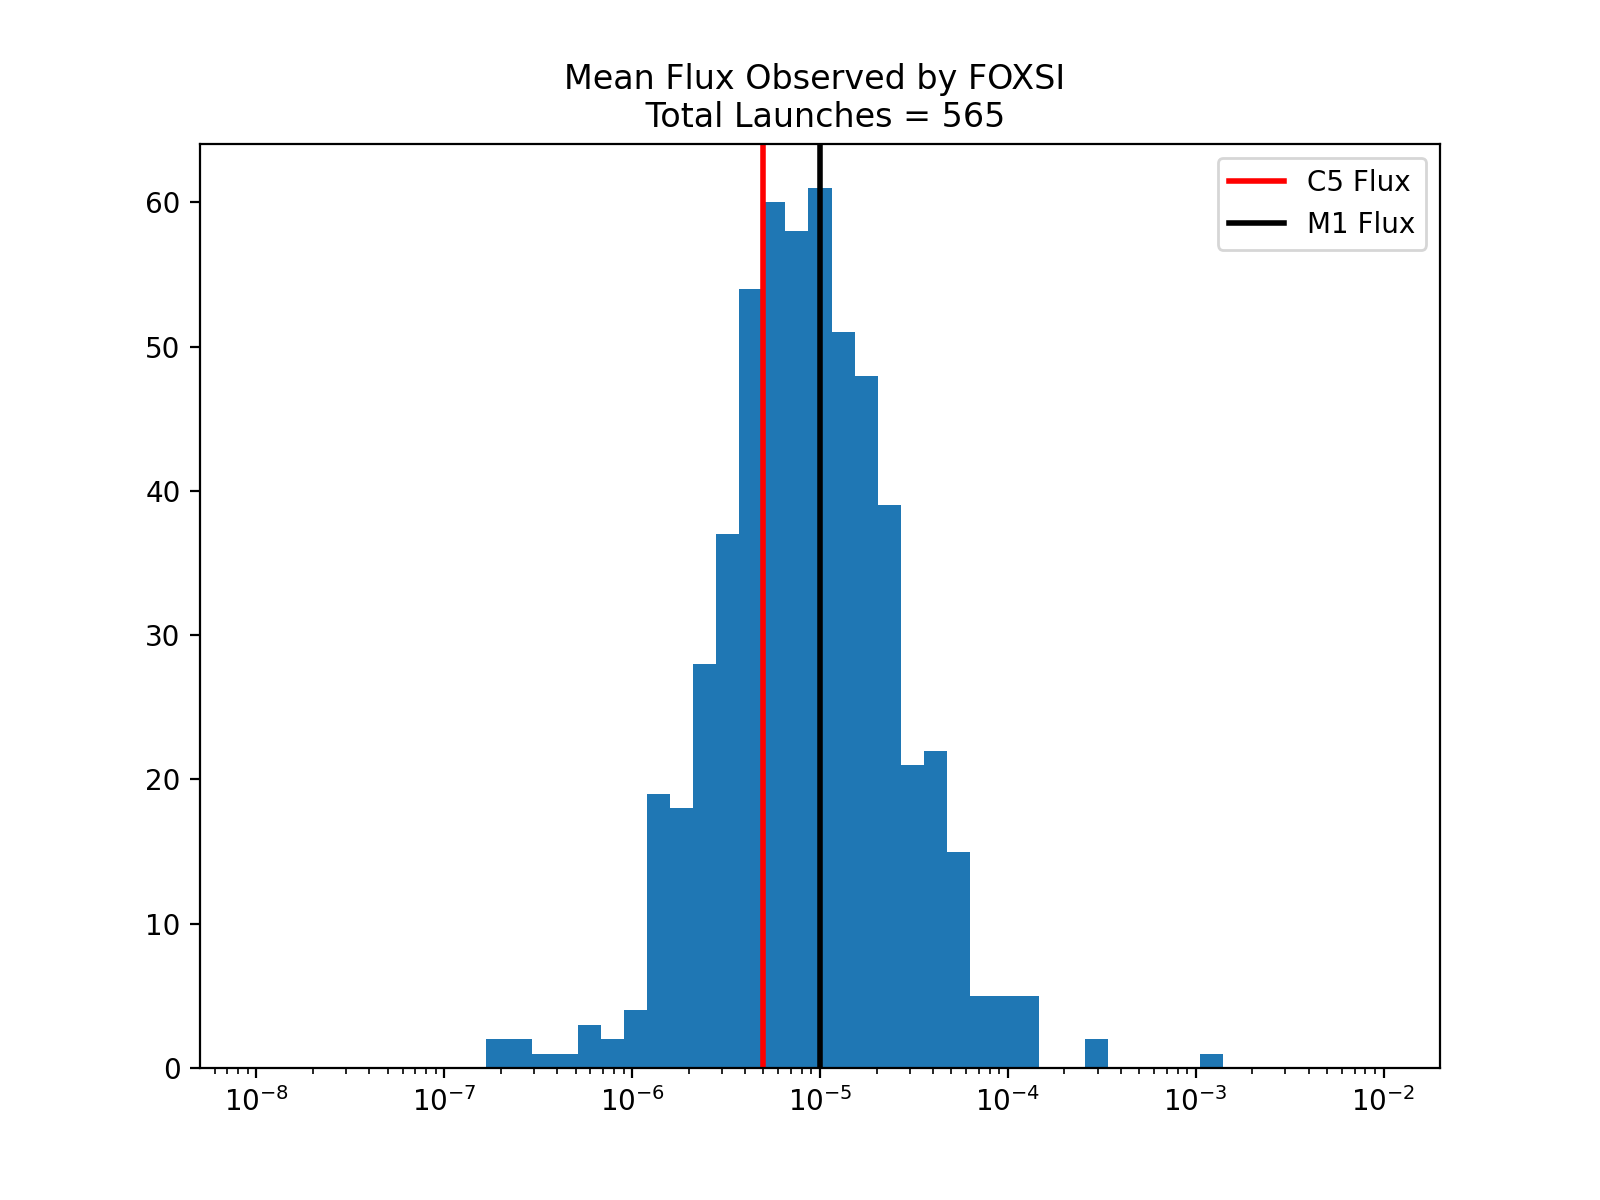 Mean Flux Observed by FOXSI
Total Launches = 565
C5 Flux
M1 Flux
60
50
40
30
20
10
0
10⁻⁸ 10⁻⁷ 10⁻⁶ 10⁻⁵ 10⁻⁴ 10⁻³ 10⁻²